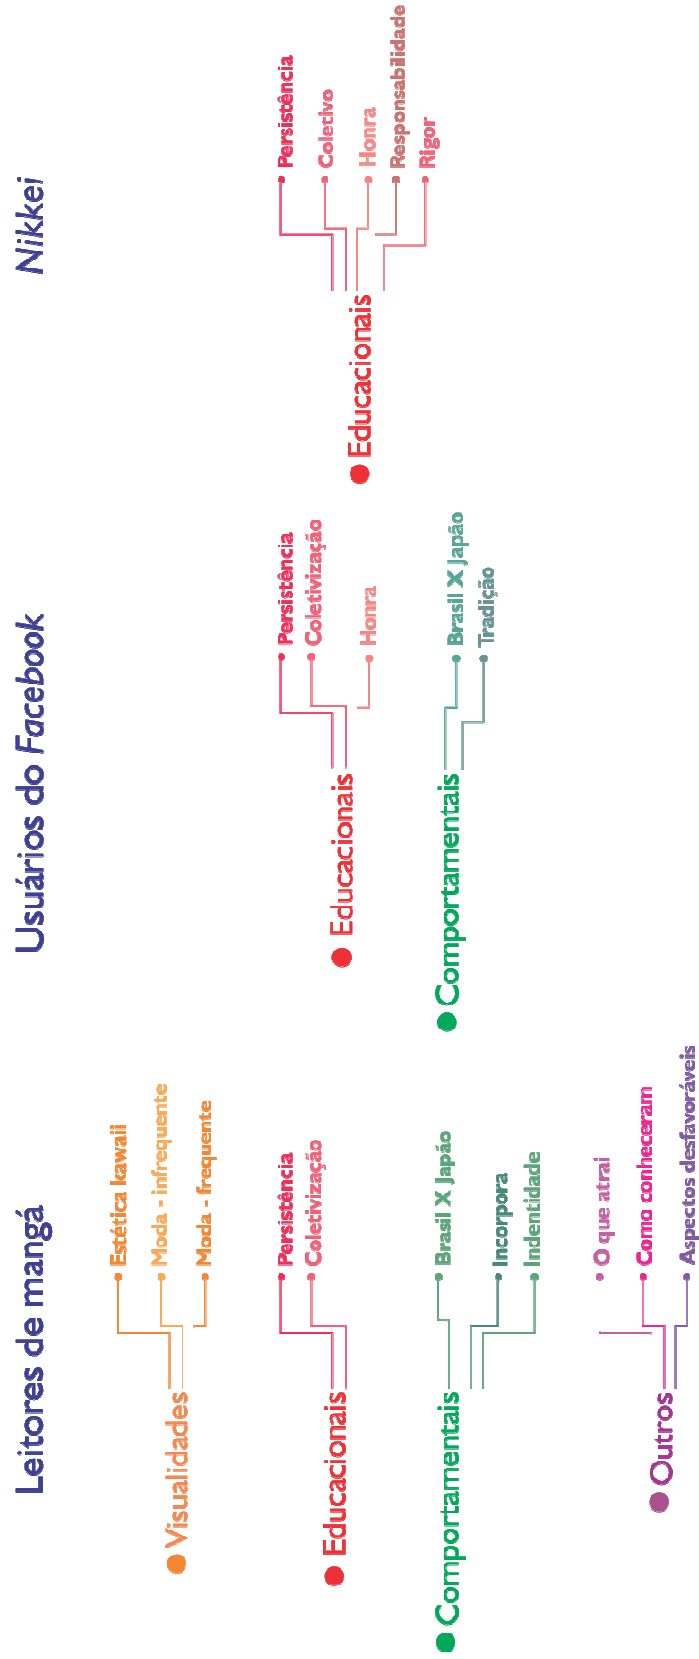 Leitores de mangá
Visualidades
Estética kawaii
Moda - infrequente
Moda - frequente
Educacionais
Persistência
Coletivização
Comportamentais
Brasil X Japão
Incorpora
Indentidade
Outros
O que atrai
Como conheceram
Aspectos desfavoráveis
Usuários do Facebook
Educacionais
Persistência
Coletivização
Honra
Comportamentais
Brasil X Japão
Tradição
Nikkei
Educacionais
Persistência
Coletivo
Honra
Responsabilidade
Rigor